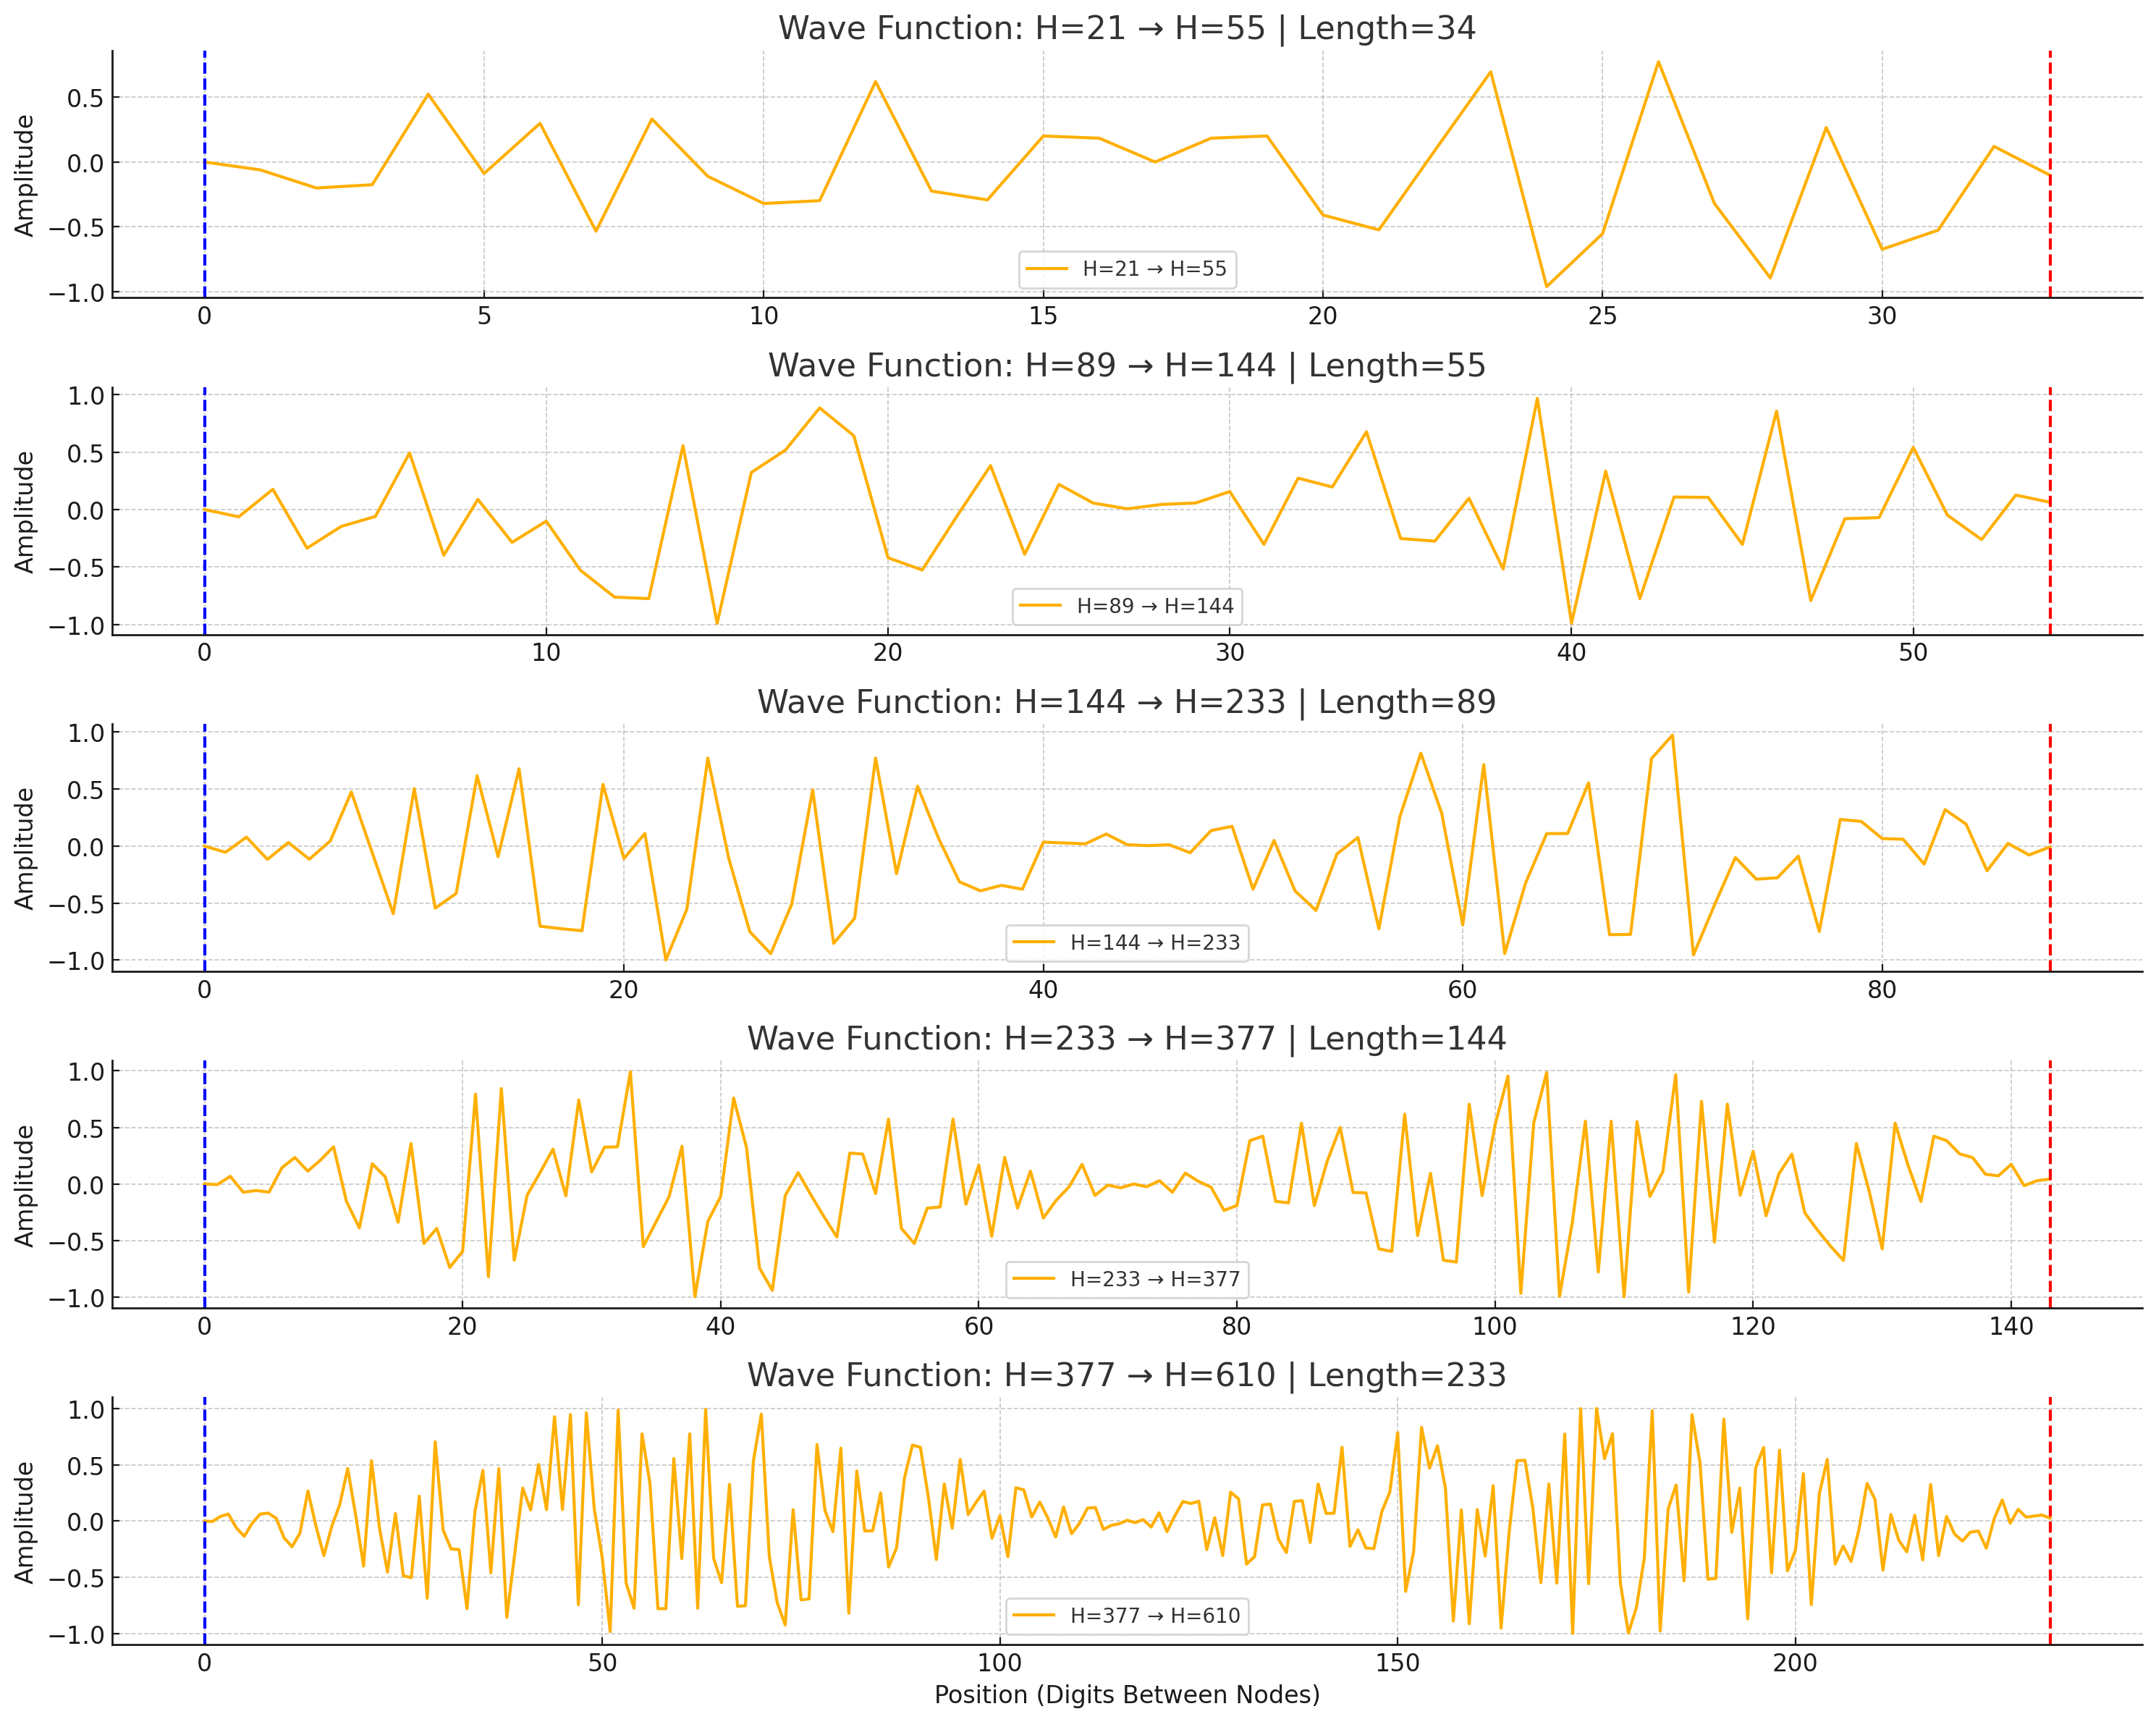 Wave Function: H=21 → H=55 | Length=34
Amplitude
0.5
0.0
−0.5
−1.0
H=21 → H=55
0 5 10 15 20 25 30
Wave Function: H=89 → H=144 | Length=55
Amplitude
1.0
0.5
0.0
−0.5
−1.0
H=89 → H=144
0 10 20 30 40 50
Wave Function: H=144 → H=233 | Length=89
Amplitude
1.0
0.5
0.0
−0.5
−1.0
H=144 → H=233
0 20 40 60 80
Wave Function: H=233 → H=377 | Length=144
Amplitude
1.0
0.5
0.0
−0.5
−1.0
H=233 → H=377
0 20 40 60 80 100 120 140
Wave Function: H=377 → H=610 | Length=233
Amplitude
1.0
0.5
0.0
−0.5
−1.0
H=377 → H=610
0 50 100 150 200
Position (Digits Between Nodes)